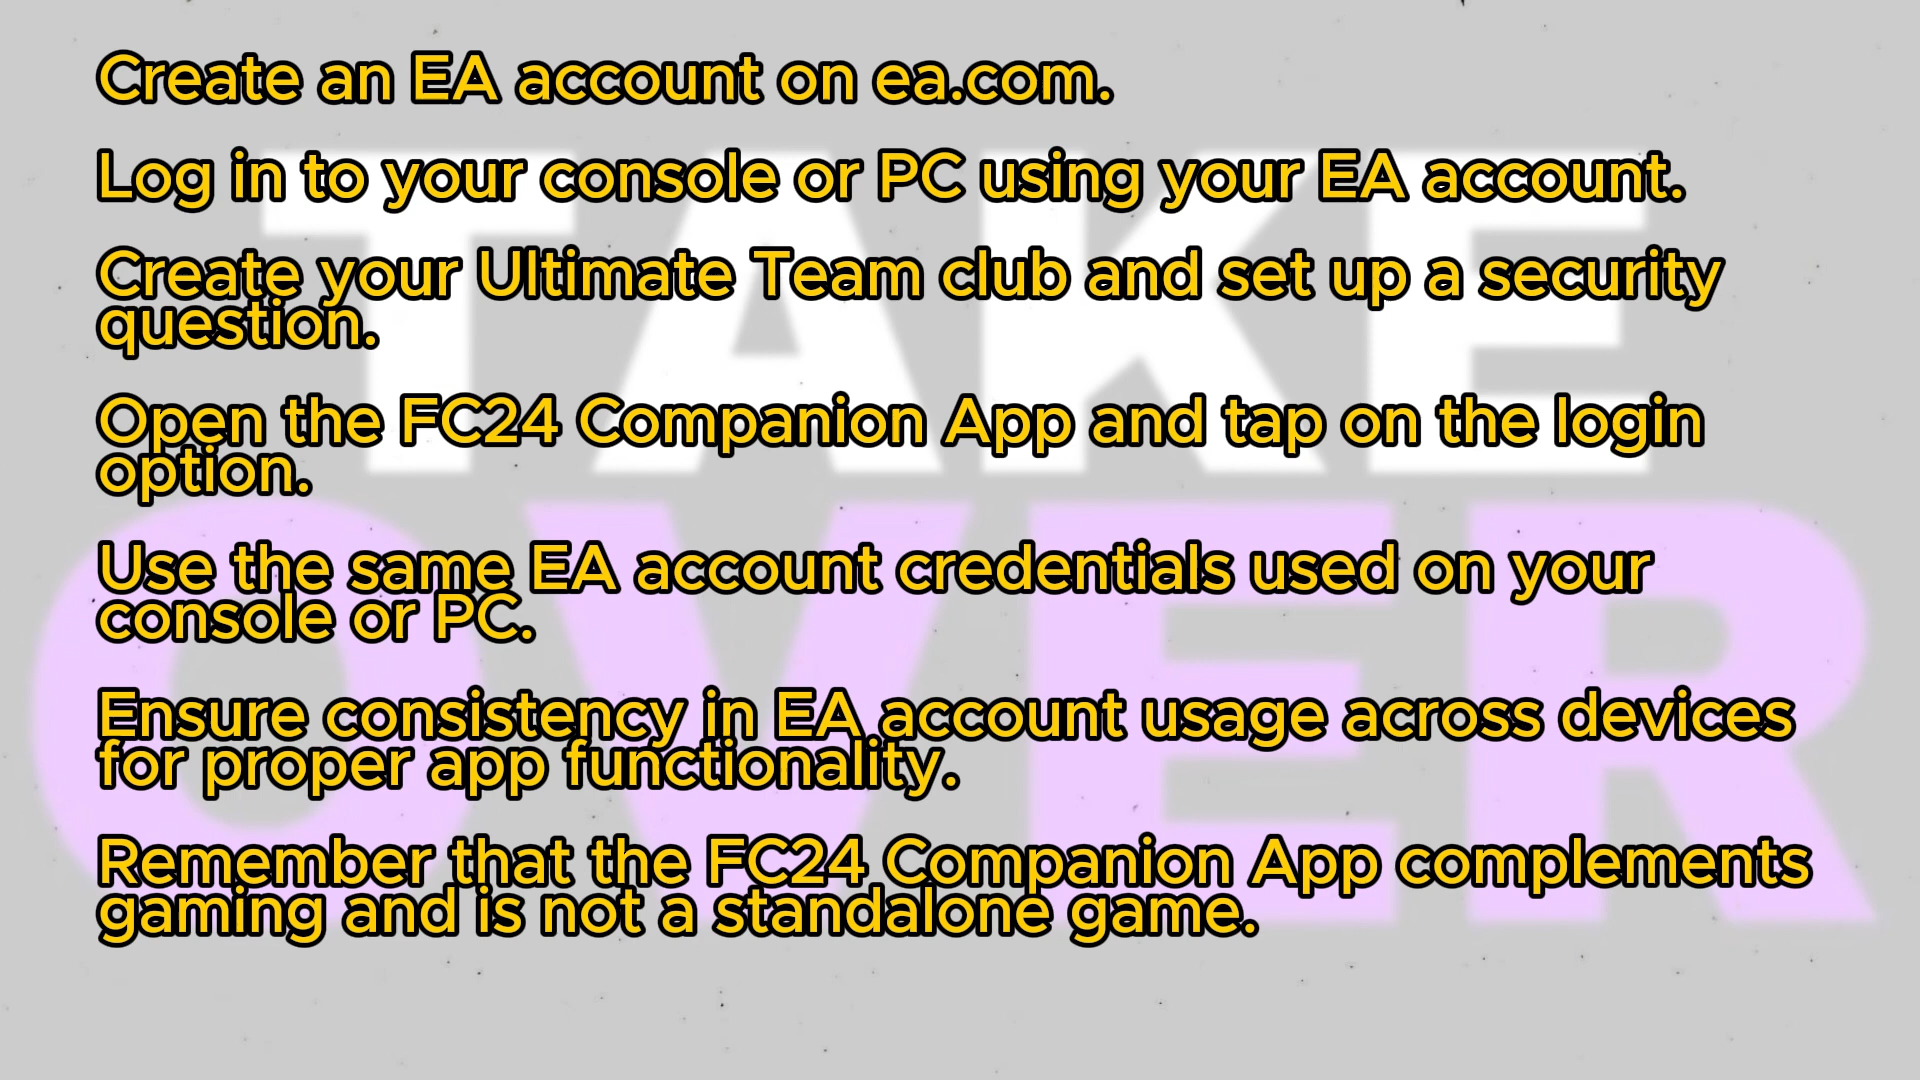 Create an EA account on ea.com.
Log in to your console or PC using your EA account.
Create your Ultimate Team club and set up a security
question.
Open the FC24 Companion App and tap on the login
option.
Use the same EA account credentials used on your
console or PC.
Ensure consistency in EA account usage across devices
for proper app functionality.
Remember that the FC24 Companion App complements
gaming and is not a standalone game.
TAKE
OVER